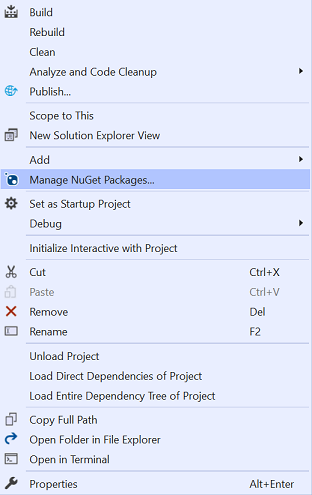 Build
Rebuild
Clean
Analyze and Code Cleanup
Publish...
Scope to This
New Solution Explorer View
Add
Manage NuGet Packages...
Set as Startup Project
Debug
Initialize Interactive with Project
Cut Ctrl+X
Paste Ctrl+V
Remove Del
Rename F2
Unload Project
Load Direct Dependencies of Project
Load Entire Dependency Tree of Project
Copy Full Path
Open Folder in File Explorer
Open in Terminal
Properties Alt+Enter